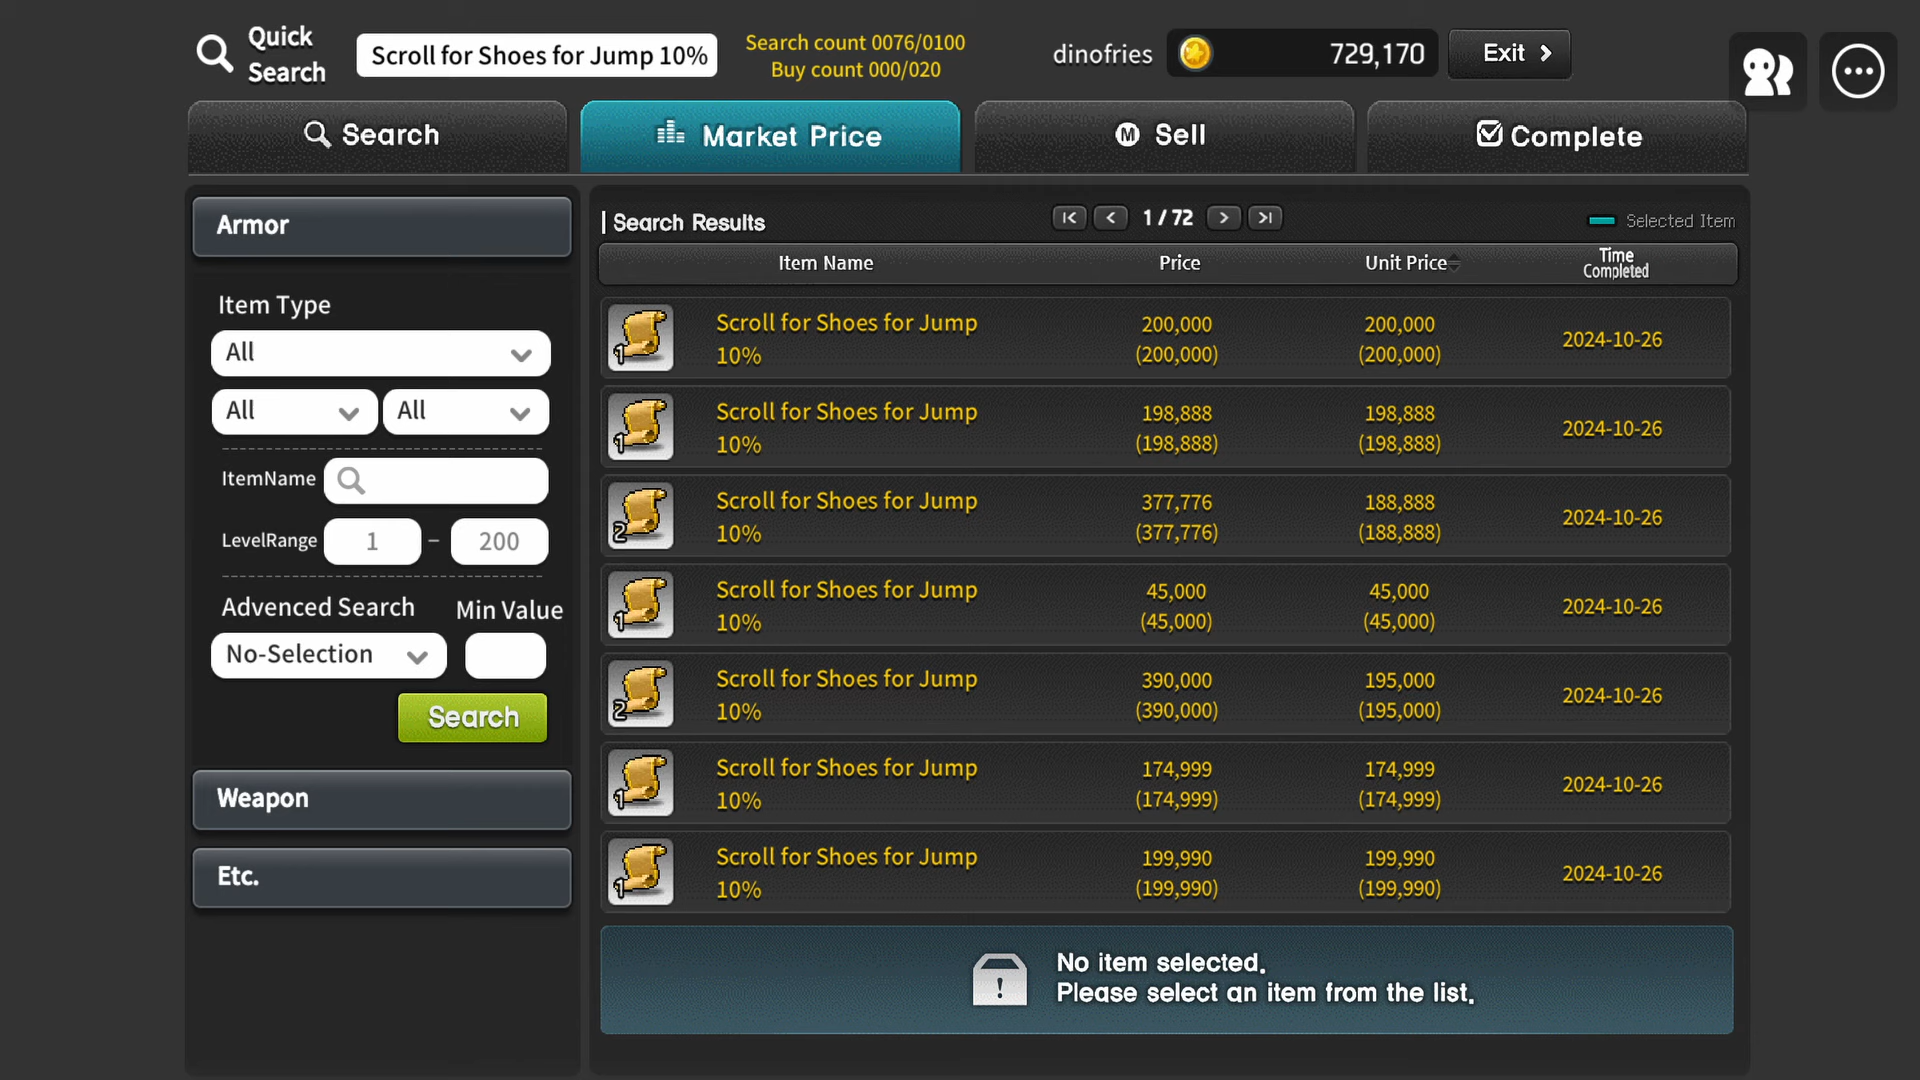 Quick
Search
Scroll for Shoes for Jump 10%
Search count 0076/0100
Buy count 000/020
dinofries
729,170
Exit
Search
Market Price
Sell
Complete
Armor
Item Type
All
All
All
ItemName
LevelRange
1
–
200
Advanced Search
Min Value
No-Selection
Search
Weapon
Etc.
Search Results
1 / 72
Selected Item
Item Name
Price
Unit Price
Time
Completed
1
Scroll for Shoes for Jump
10%
200,000
(200,000)
200,000
(200,000)
2024-10-26
1
Scroll for Shoes for Jump
10%
198,888
(198,888)
198,888
(198,888)
2024-10-26
2
Scroll for Shoes for Jump
10%
377,776
(377,776)
188,888
(188,888)
2024-10-26
1
Scroll for Shoes for Jump
10%
45,000
(45,000)
45,000
(45,000)
2024-10-26
2
Scroll for Shoes for Jump
10%
390,000
(390,000)
195,000
(195,000)
2024-10-26
1
Scroll for Shoes for Jump
10%
174,999
(174,999)
174,999
(174,999)
2024-10-26
1
Scroll for Shoes for Jump
10%
199,990
(199,990)
199,990
(199,990)
2024-10-26
No item selected.
Please select an item from the list.